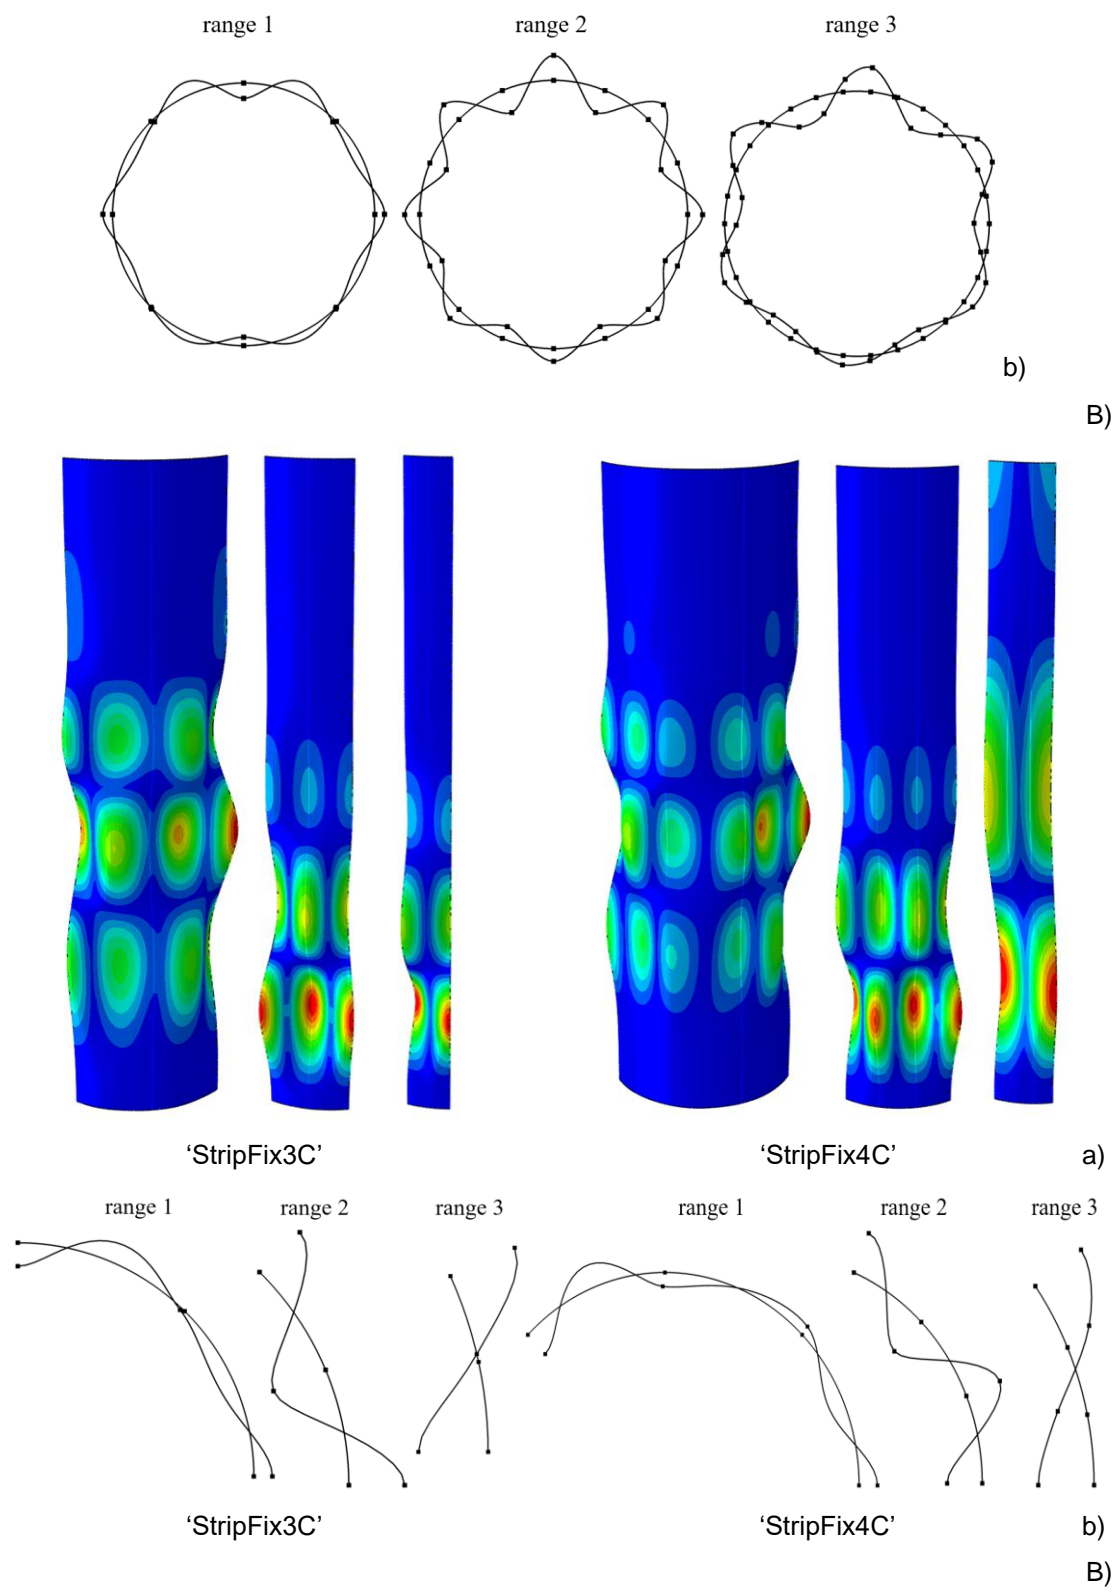 range 1 range 2 range 3
b)
B)
‘StripFix3C’ ‘StripFix4C’ a)
range 1 range 2 range 3 range 1 range 2 range 3
‘StripFix3C’ ‘StripFix4C’ b)
B)